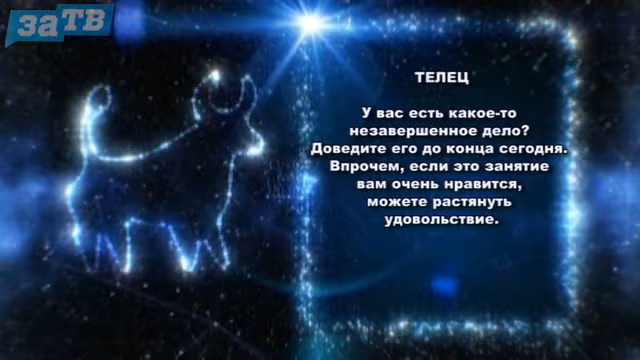 заТВ
ТЕЛЕЦ
У вас есть какое-то
незавершенное дело?
Доведите его до конца сегодня.
Впрочем, если это занятие
вам очень нравится,
можете растянуть
удовольствие.